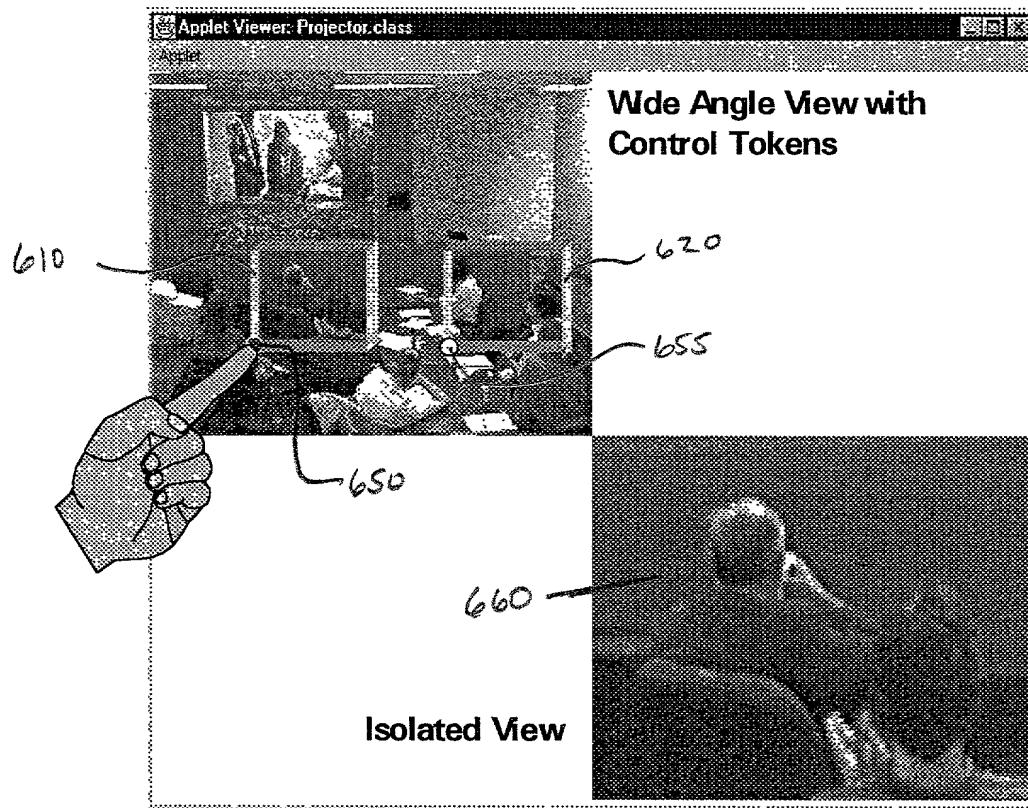 Applet Viewer: Projector.class
Applet
Wide Angle View with
Control Tokens
610
620
655
650
660
Isolated View